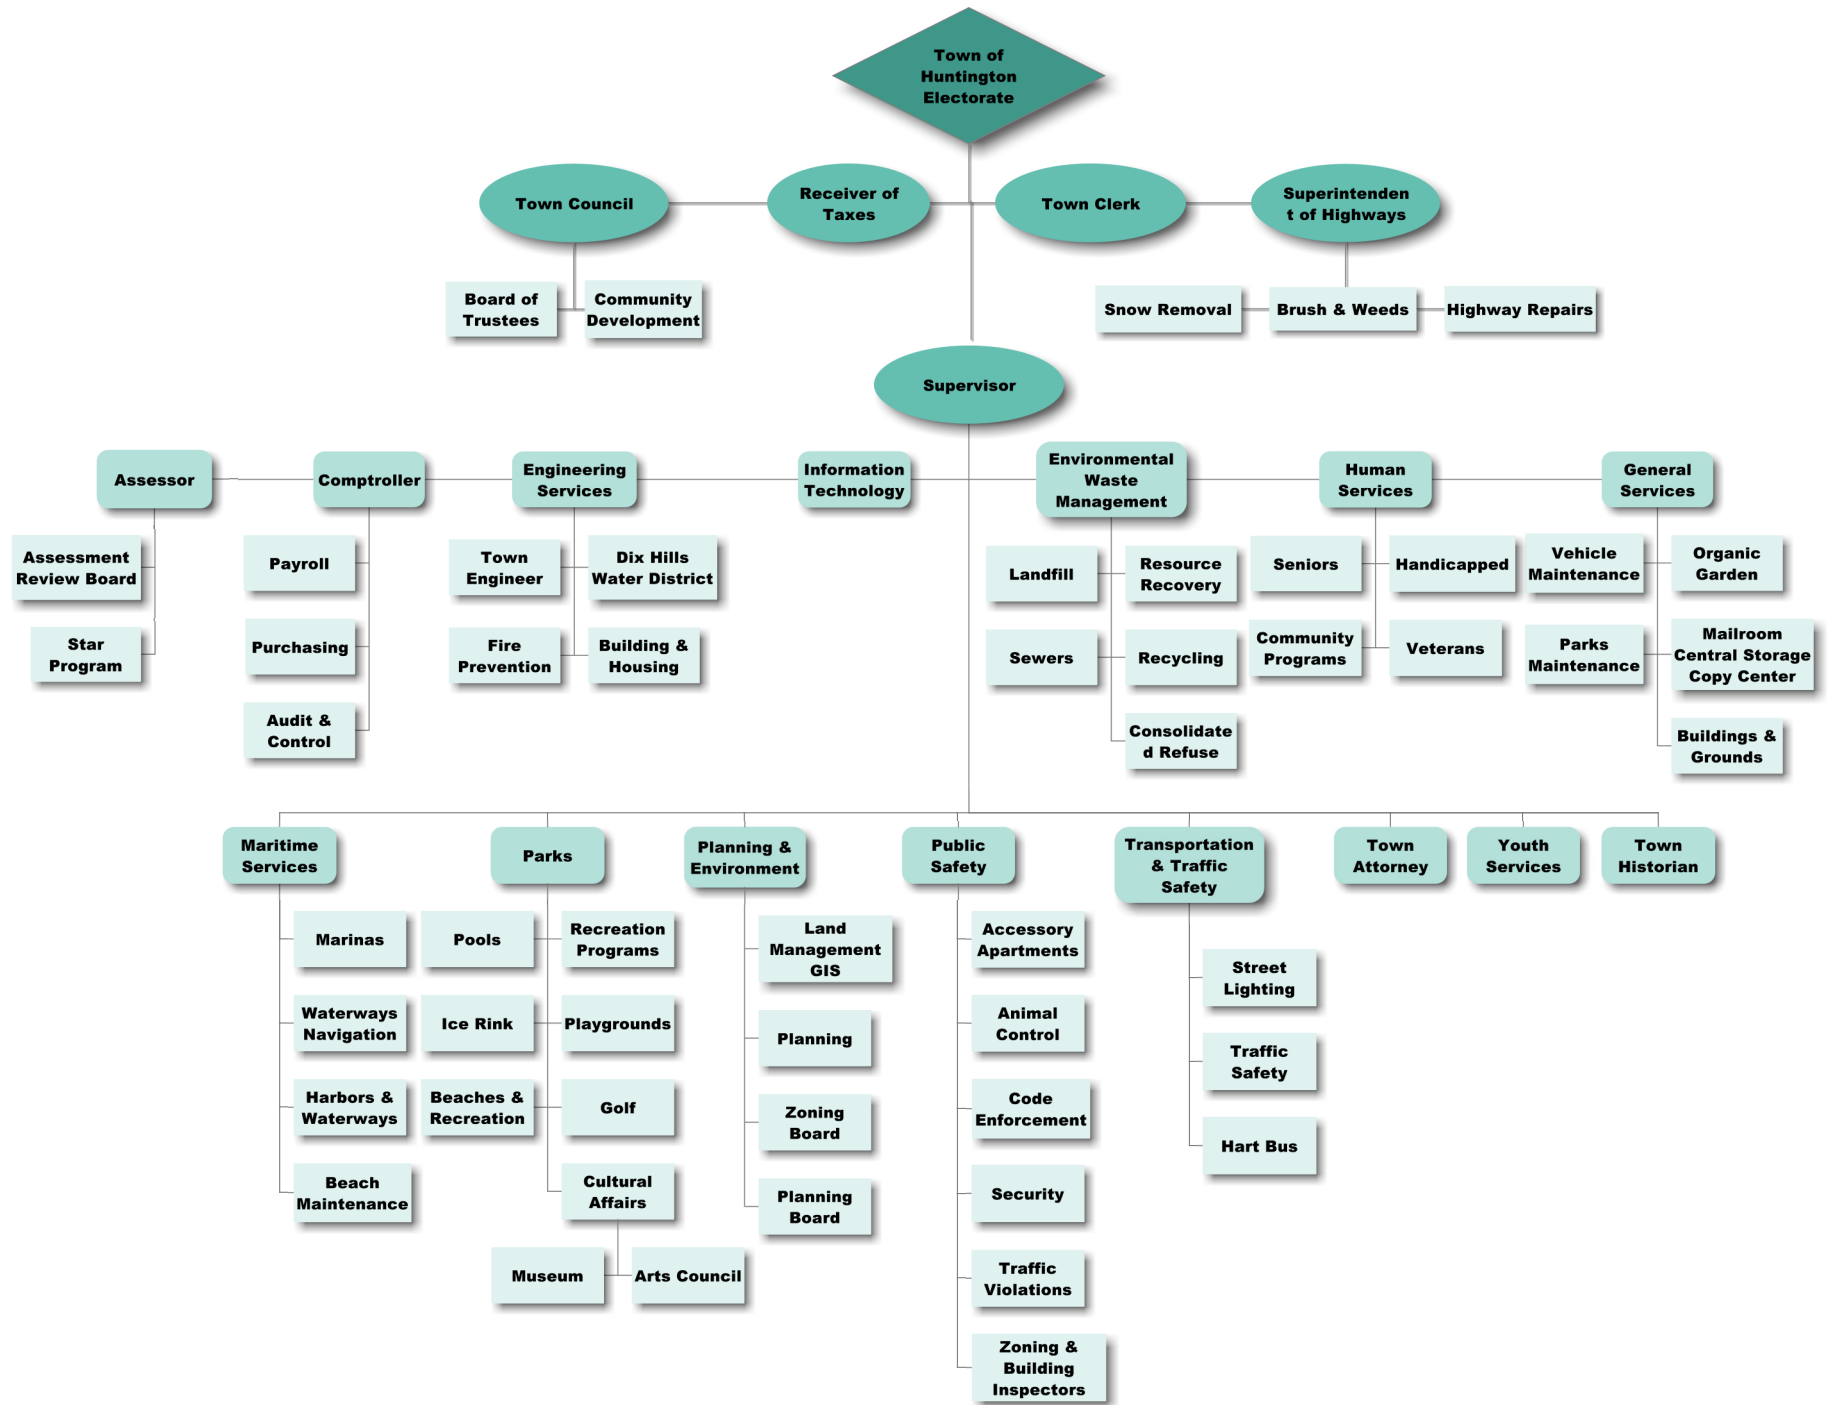 Town of
Huntington
Electorate
Town Council
Receiver of
Taxes
Town Clerk
Superintenden
t of Highways
Board of
Trustees
Community
Development
Snow Removal
Brush & Weeds
Highway Repairs
Supervisor
Assessor
Comptroller
Engineering
Services
Information
Technology
Environmental
Waste
Management
Human
Services
General
Services
Assessment
Review Board
Star
Program
Payroll
Purchasing
Audit &
Control
Town
Engineer
Dix Hills
Water District
Fire
Prevention
Building &
Housing
Landfill
Resource
Recovery
Sewers
Recycling
Consolidate
d Refuse
Seniors
Handicapped
Community
Programs
Veterans
Vehicle
Maintenance
Organic
Garden
Parks
Maintenance
Mailroom
Central Storage
Copy Center
Buildings &
Grounds
Maritime
Services
Parks
Planning &
Environment
Public
Safety
Transportation
& Traffic
Safety
Town
Attorney
Youth
Services
Town
Historian
Marinas
Waterways
Navigation
Harbors &
Waterways
Beach
Maintenance
Pools
Recreation
Programs
Ice Rink
Playgrounds
Beaches &
Recreation
Golf
Cultural
Affairs
Museum
Arts Council
Land
Management
GIS
Planning
Zoning
Board
Planning
Board
Accessory
Apartments
Animal
Control
Code
Enforcement
Security
Traffic
Violations
Zoning &
Building
Inspectors
Street
Lighting
Traffic
Safety
Hart Bus